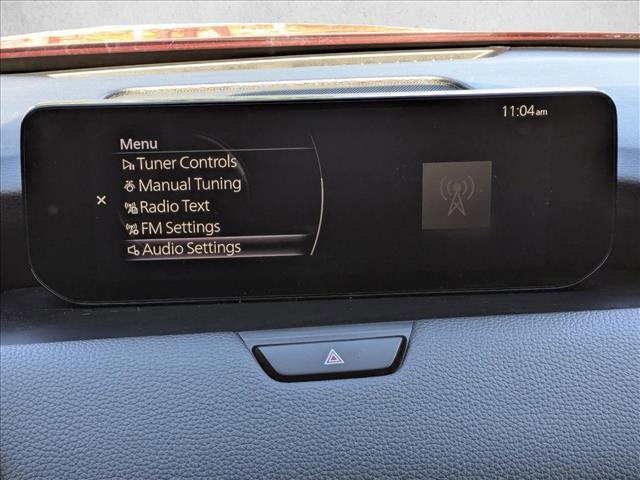 11:04am
Menu
Tuner Controls
Manual Tuning
Radio Text
FM Settings
Audio Settings